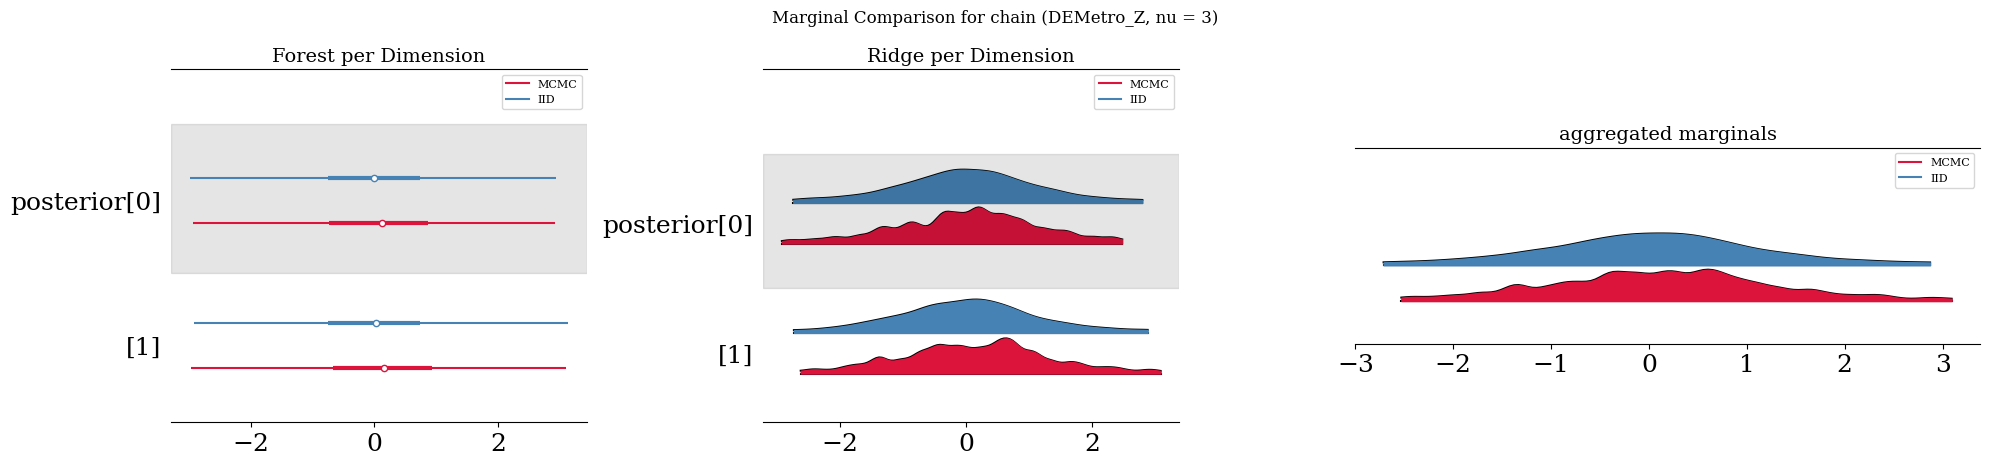 Marginal Comparison for chain (DEMetro_Z, nu = 3)
Forest per Dimension
MCMC
IID
posterior[0]
[1]
−2 0 2
Ridge per Dimension
MCMC
IID
posterior[0]
[1]
−2 0 2
aggregated marginals
MCMC
IID
−3 −2 −1 0 1 2 3